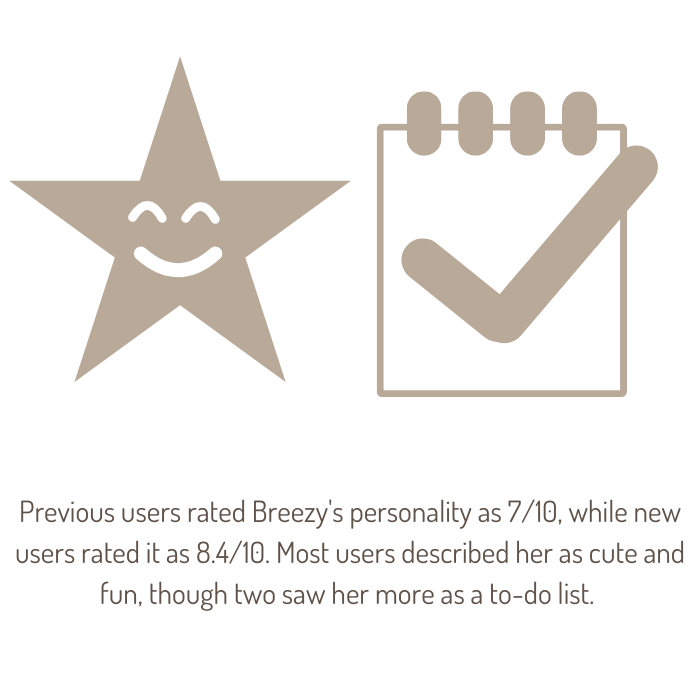 Previous users rated Breezy's personality as 7/10, while new
users rated it as 8.4/10. Most users described her as cute and
fun, though two saw her more as a to-do list.